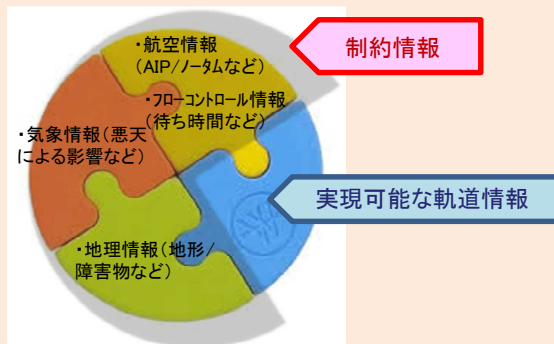 ・航空情報
(AIP/ノータムなど)
制約情報
・フローコントロール情報
(待ち時間など)
・気象情報(悪天
による影響など)
実現可能な軌道情報
・地理情報(地形/
障害物など)